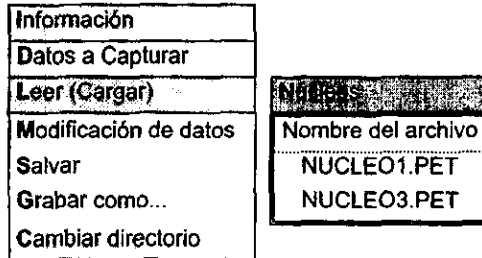 Información
Datos a Capturar
Leer (Cargar)
Modificación de datos
Salvar
Grabar como...
Cambiar directorio
Nombre del archivo
NUCLEO1.PET
NUCLEO3.PET